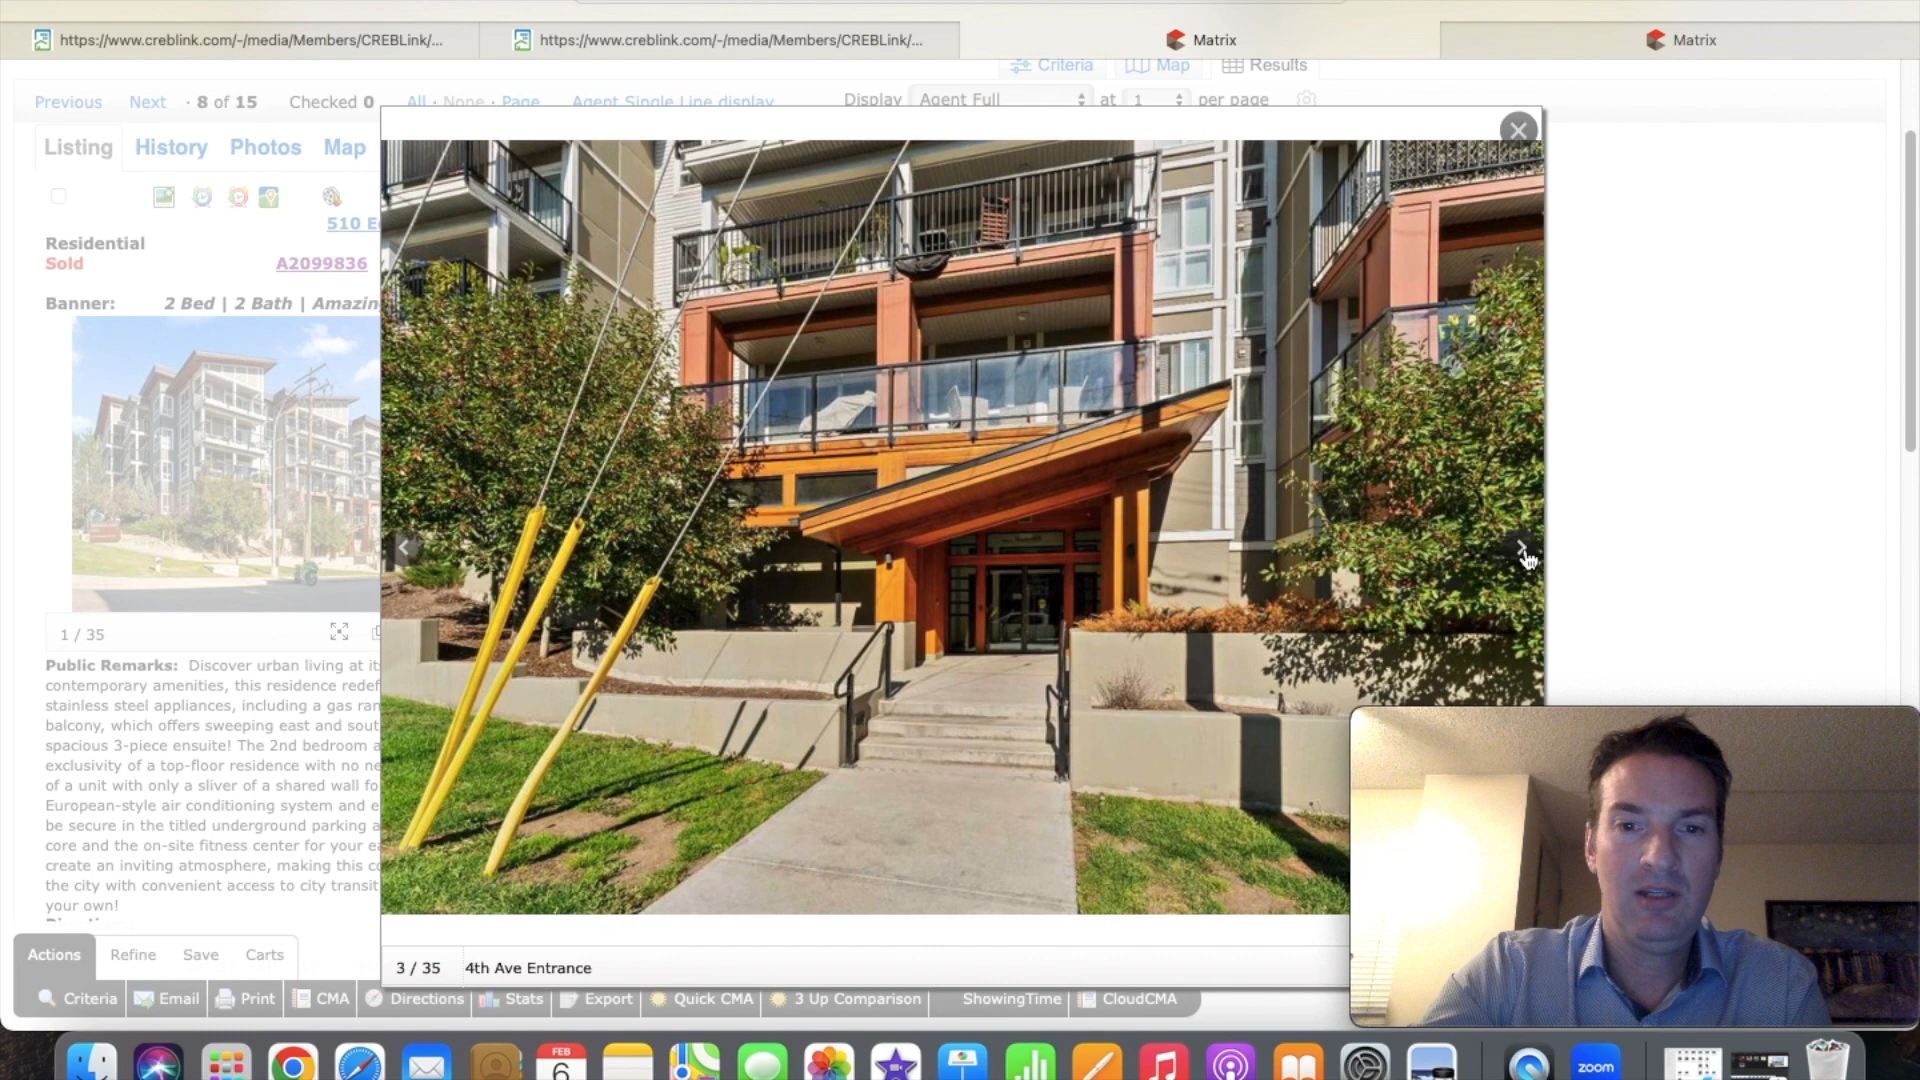 https://www.creblink.com/-/media/Members/CREBLink/...
https://www.creblink.com/-/media/Members/CREBLink/...
Matrix
Matrix
Criteria
Map
Results
Previous Next · 8 of 15 Checked 0 All · None · Page Agent Single Line display Display Agent Full at 1 per page
Listing History Photos Map
510 E
Residential
Sold A2099836
Banner: 2 Bed | 2 Bath | Amazin
1 / 35
Public Remarks: Discover urban living at it
contemporary amenities, this residence redef
stainless steel appliances, including a gas ran
balcony, which offers sweeping east and sout
spacious 3-piece ensuite! The 2nd bedroom a
exclusivity of a top-floor residence with no ne
of a unit with only a sliver of a shared wall fo
European-style air conditioning system and e
be secure in the titled underground parking a
core and the on-site fitness center for your ea
create an inviting atmosphere, making this co
the city with convenient access to city transit
your own!
Actions Refine Save Carts
3 / 35 4th Ave Entrance
Criteria Email Print CMA Directions Stats Export Quick CMA 3 Up Comparison ShowingTime CloudCMA
FEB
6
zoom